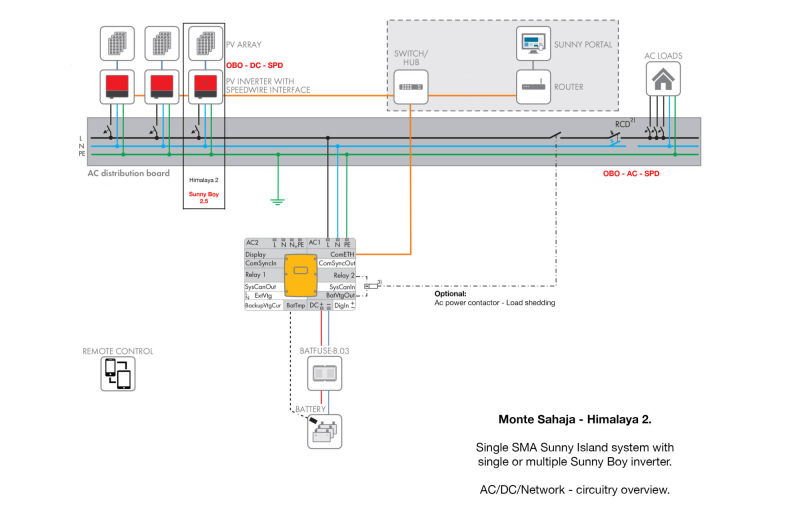 PV ARRAY
OBO - DC - SPD
PV INVERTER WITH
SPEEDWIRE INTERFACE
SWITCH/
HUB
SUNNY PORTAL
ROUTER
AC LOADS
RCD 2)
L
N
PE
AC distribution board
Himalaya 2
Sunny Boy
2.5
OBO - AC - SPD
AC2 L N N PE AC1 L N PE
Display ComETH
ComSyncIn ComSyncOut
Relay 1 Relay 2
SysCanOut SysCanIn
L N ExtVtg BatVtgOut
BackupVtgCur BatTmp DC + − DigIn + −
Optional:
Ac power contactor - Load shedding
REMOTE CONTROL
BATFUSE-B.03
BATTERY
Monte Sahaja - Himalaya 2.
Single SMA Sunny Island system with
single or multiple Sunny Boy inverter.
AC/DC/Network - circuitry overview.